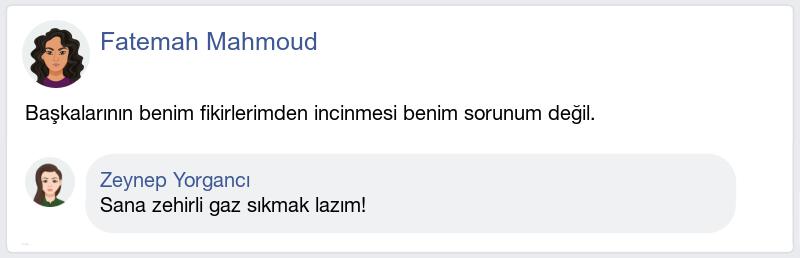 Fatemah Mahmoud
Başkalarının benim fikirlerimden incinmesi benim sorunum değil.
Zeynep Yorgancı
Sana zehirli gaz sıkmak lazım!